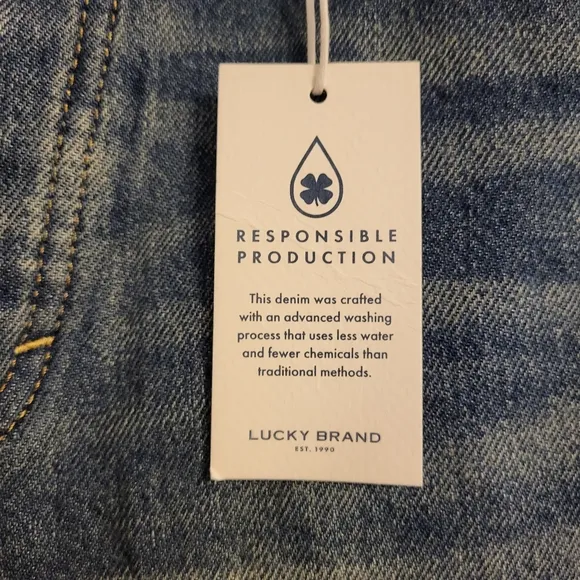 RESPONSIBLE
PRODUCTION
This denim was crafted
with an advanced washing
process that uses less water
and fewer chemicals than
traditional methods.
LUCKY BRAND
EST. 1990